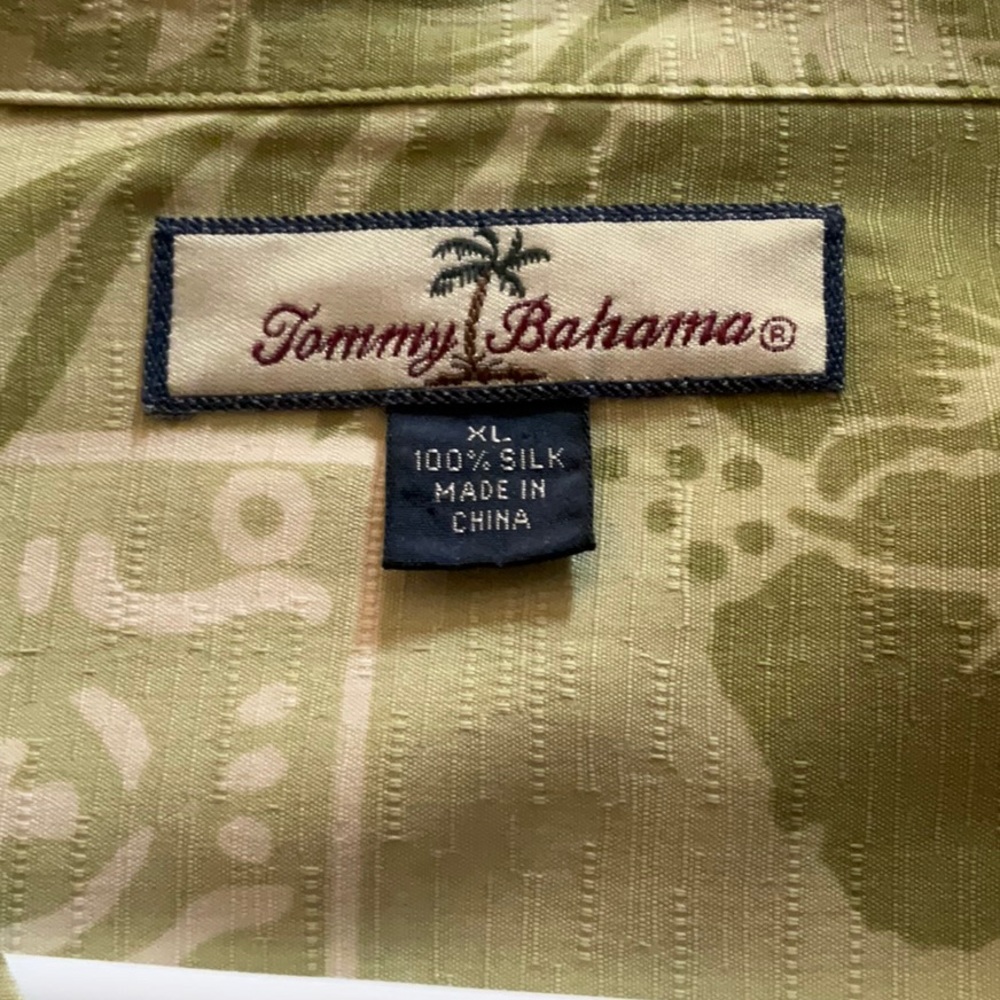 Tommy Bahama®
XL
100% SILK
MADE IN
CHINA